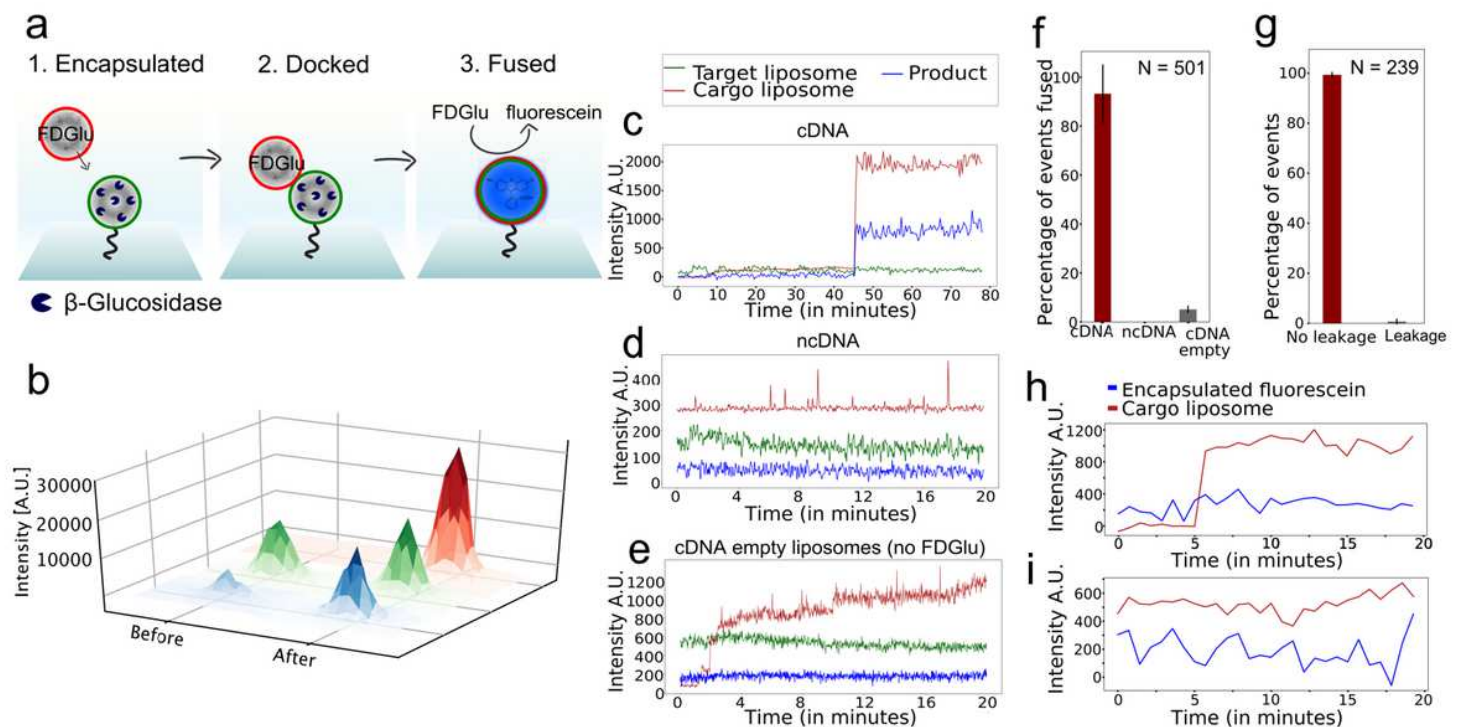 a
1. Encapsulated
2. Docked
3. Fused
FDGlu
FDGlu
FDGlu fluorescein
β-Glucosidase
b
Intensity [A.U.]
30000
20000
10000
Before
After
Target liposome
Product
Cargo liposome
c
cDNA
Intensity A.U.
2000
1500
1000
500
0
0 10 20 30 40 50 60 70 80
Time (in minutes)
d
ncDNA
Intensity A.U.
400
300
200
100
0
0 4 8 12 16 20
Time (in minutes)
e
cDNA empty liposomes (no FDGlu)
Intensity A.U.
1200
1000
800
600
400
200
0
0 4 8 12 16 20
Time (in minutes)
f
N = 501
Percentage of events fused
100
80
60
40
20
0
cDNA ncDNA cDNA
empty
g
N = 239
Percentage of events
100
80
60
40
20
0
No leakage Leakage
h
Encapsulated fluorescein
Cargo liposome
Intensity A.U.
1200
800
400
0
0 5 10 15 20
Time (in minutes)
i
Intensity A.U.
600
400
200
0
0 5 10 15 20
Time (in minutes)